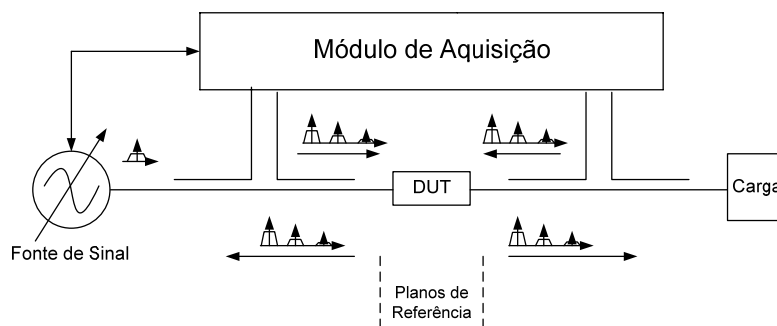 Módulo de Aquisição
DUT
Carga
Fonte de Sinal
Planos de
Referência